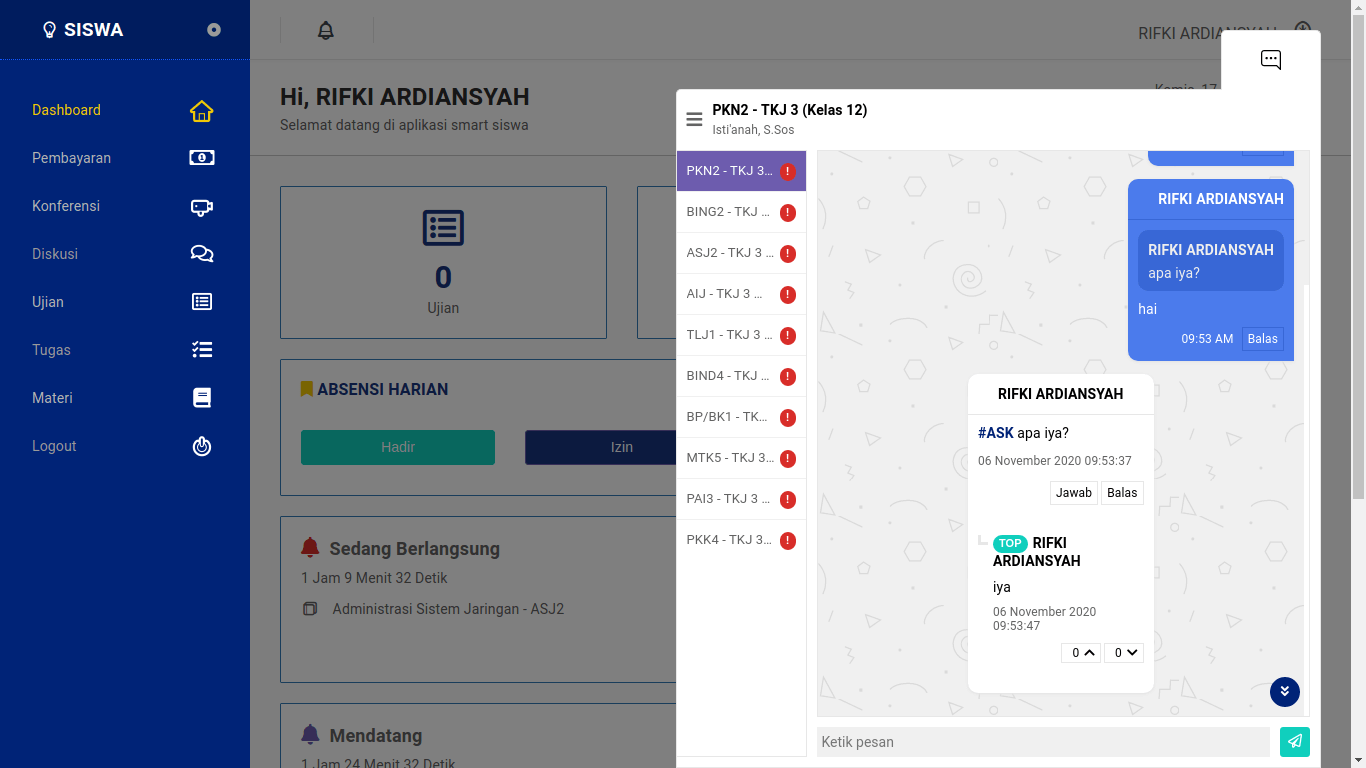 SISWA
Dashboard
Pembayaran
Konferensi
Diskusi
Ujian
Tugas
Materi
Logout
RIFKI ARDIANSYAH
Hi, RIFKI ARDIANSYAH
Selamat datang di aplikasi smart siswa
Kamis, 17
0
Ujian
ABSENSI HARIAN
Hadir
Izin
Sedang Berlangsung
1 Jam 9 Menit 32 Detik
Administrasi Sistem Jaringan - ASJ2
Mendatang
1 Jam 24 Menit 32 Detik
PKN2 - TKJ 3 (Kelas 12)
Isti'anah, S.Sos
PKN2 - TKJ 3...
BING2 - TKJ ...
ASJ2 - TKJ 3 ...
AIJ - TKJ 3 ...
TLJ1 - TKJ 3 ...
BIND4 - TKJ ...
BP/BK1 - TK...
MTK5 - TKJ 3...
PAI3 - TKJ 3 ...
PKK4 - TKJ 3...
RIFKI ARDIANSYAH
RIFKI ARDIANSYAH
apa iya?
hai
09:53 AM Balas
RIFKI ARDIANSYAH
#ASK apa iya?
06 November 2020 09:53:37
Jawab Balas
TOP RIFKI
ARDIANSYAH
iya
06 November 2020
09:53:47
0 0
Ketik pesan